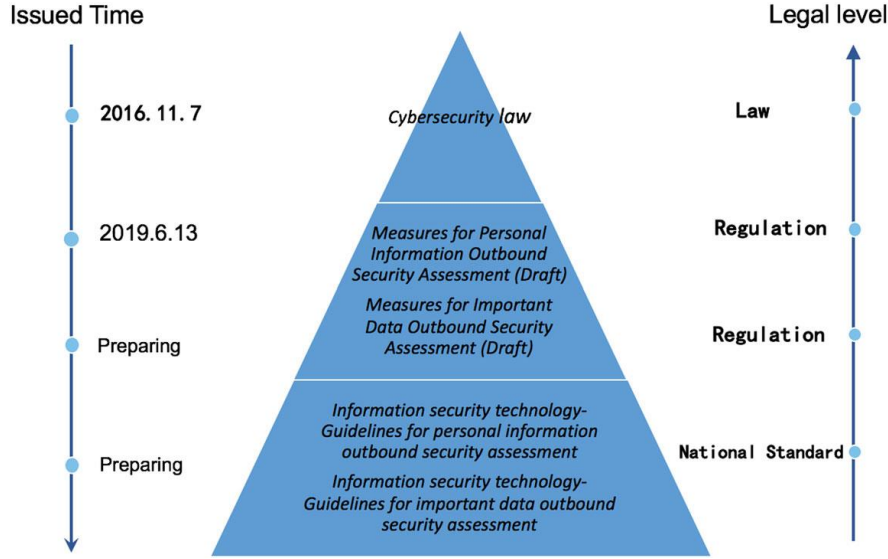 Issued Time
Legal level
2016.11.7
Cybersecurity law
Law
2019.6.13
Measures for Personal
Information Outbound
Security Assessment (Draft)
Regulation
Measures for Important
Data Outbound Security
Assessment (Draft)
Preparing
Regulation
Information security technology-
Guidelines for personal information
outbound security assessment
Preparing
National Standard
Information security technology-
Guidelines for important data outbound
security assessment